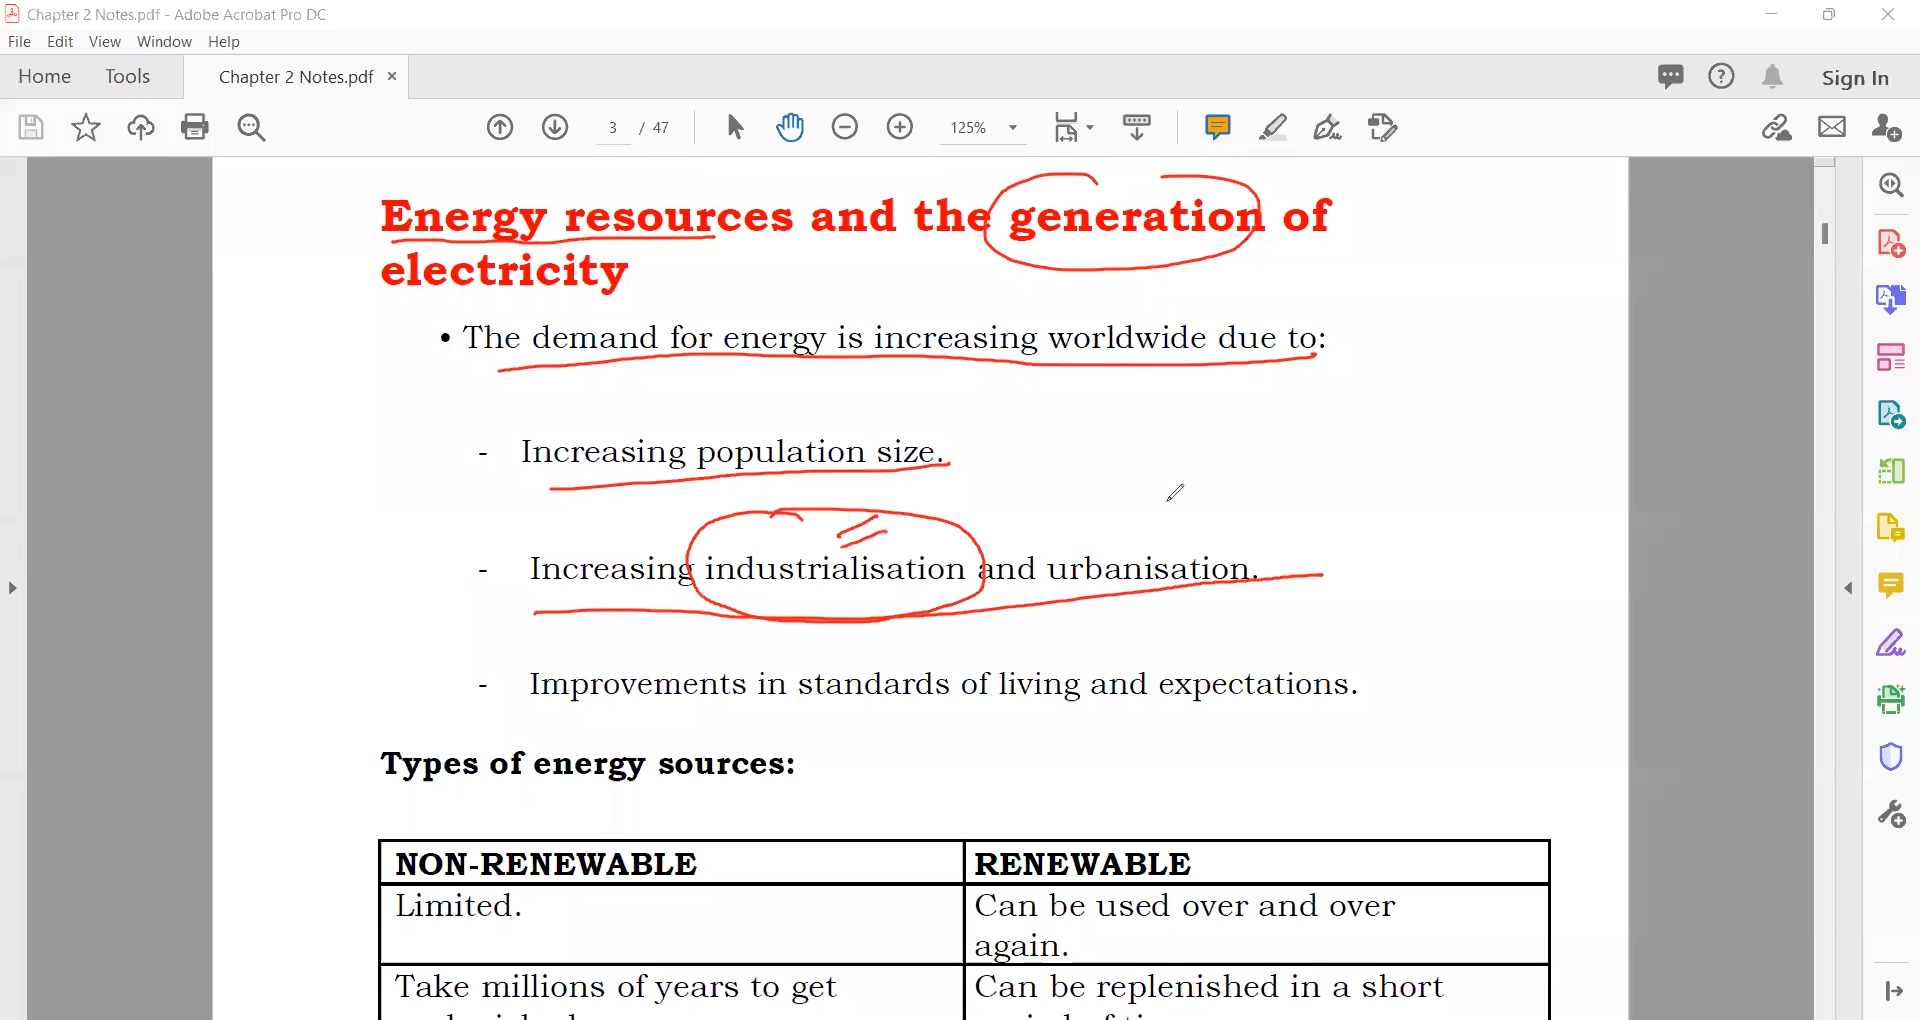 Chapter 2 Notes.pdf - Adobe Acrobat Pro DC
File Edit View Window Help
Home Tools Chapter 2 Notes.pdf × Sign In
3 / 47 125%
Energy resources and the generation of
electricity
• The demand for energy is increasing worldwide due to:
- Increasing population size.
- Increasing industrialisation and urbanisation.
- Improvements in standards of living and expectations.
Types of energy sources:
NON-RENEWABLE RENEWABLE
Limited. Can be used over and over
again.
Take millions of years to get Can be replenished in a short